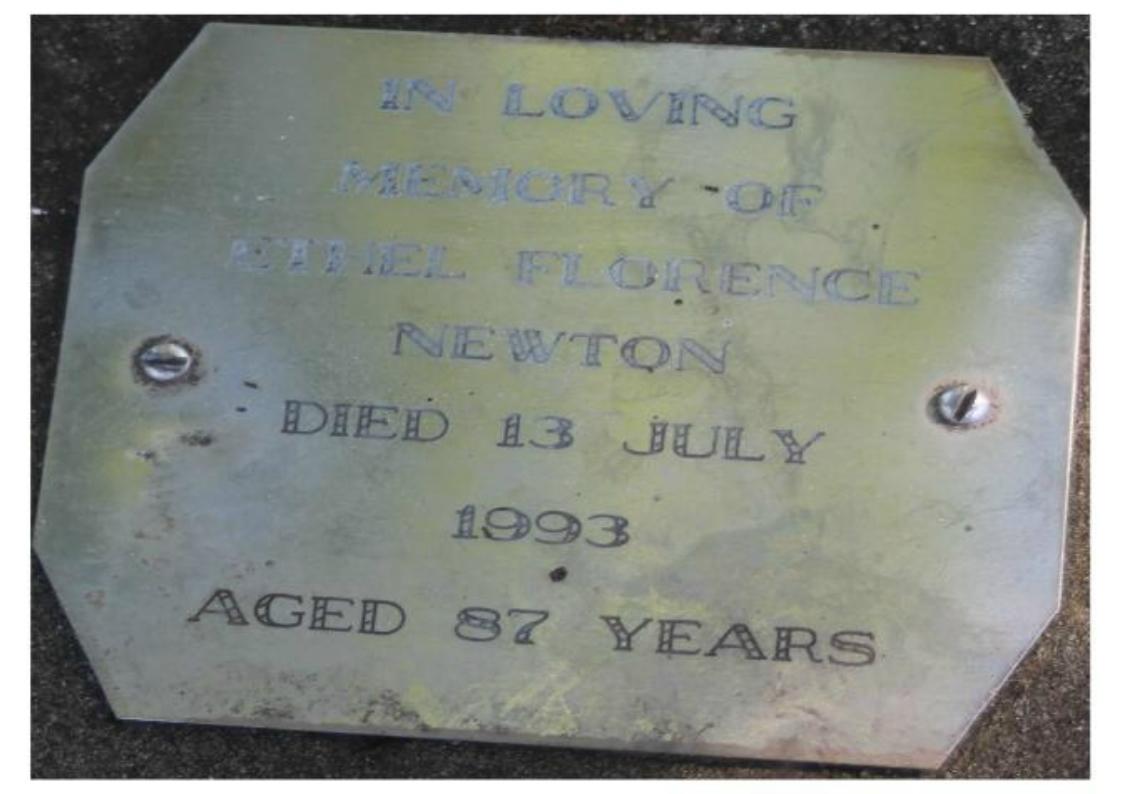 IN LOVING
MEMORY OF
ETHEL FLORENCE
NEWTON
DIED 13 JULY
1993
AGED 87 YEARS